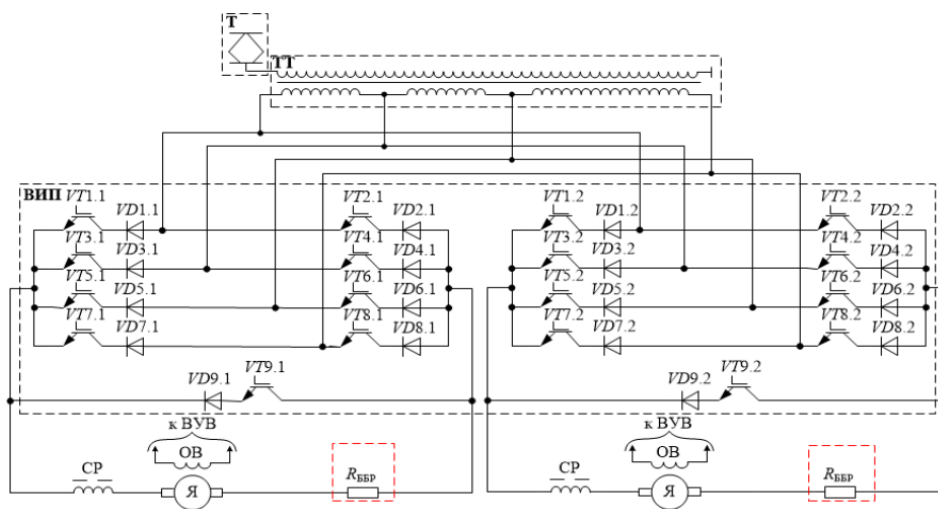 Т
ТТ
ВИП
VT1.1
VD1.1
VT2.1
VD2.1
VT1.2
VD1.2
VT2.2
VD2.2
VT3.1
VD3.1
VT4.1
VD4.1
VT3.2
VD3.2
VT4.2
VD4.2
VT5.1
VD5.1
VT6.1
VD6.1
VT5.2
VD5.2
VT6.2
VD6.2
VT7.1
VD7.1
VT8.1
VD8.1
VT7.2
VD7.2
VT8.2
VD8.2
VD9.1
VT9.1
VD9.2
VT9.2
к ВУВ
к ВУВ
ОВ
ОВ
СР
Я
RББР
СР
Я
RББР